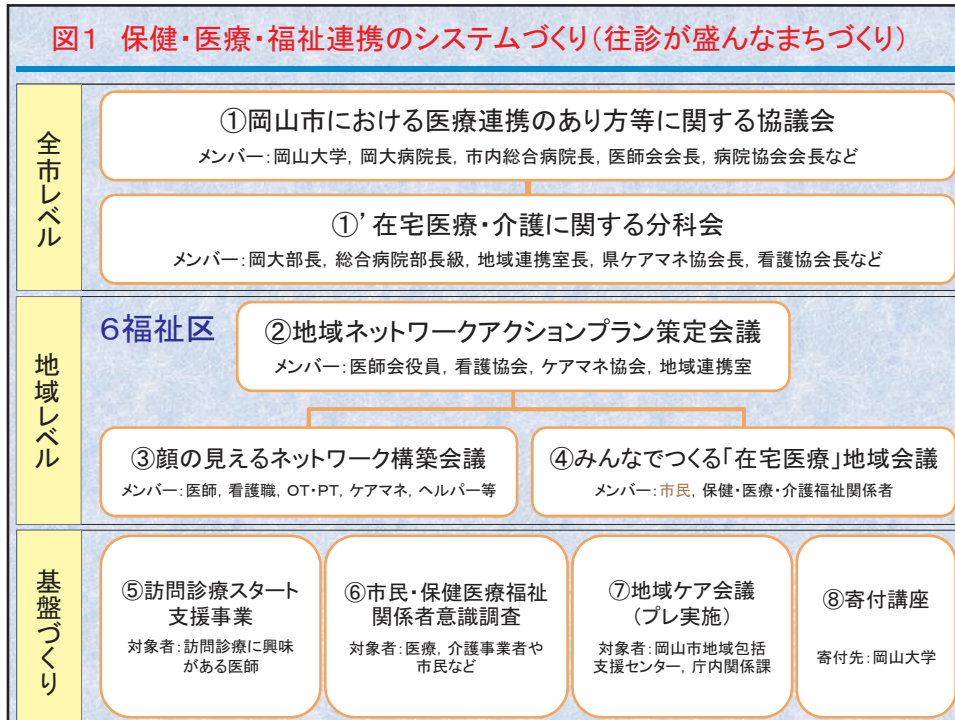 図1 保健・医療・福祉連携のシステムづくり(往診が盛んなまちづくり)
全市レベル
①岡山市における医療連携のあり方等に関する協議会
メンバー:岡山大学, 岡大病院長, 市内総合病院長, 医師会会長, 病院協会会長など
①’在宅医療・介護に関する分科会
メンバー:岡大部長, 総合病院部長級, 地域連携室長, 県ケアマネ協会長, 看護協会長など
地域レベル
6福祉区
②地域ネットワークアクションプラン策定会議
メンバー:医師会役員, 看護協会, ケアマネ協会, 地域連携室
③顔の見えるネットワーク構築会議
メンバー:医師, 看護職, OT・PT, ケアマネ, ヘルパー等
④みんなでつくる「在宅医療」地域会議
メンバー:市民, 保健・医療・介護福祉関係者
基盤づくり
⑤訪問診療スタート
支援事業
対象者:訪問診療に興味
がある医師
⑥市民・保健医療福祉
関係者意識調査
対象者:医療, 介護事業者や
市民など
⑦地域ケア会議
(プレ実施)
対象者:岡山市地域包括
支援センター, 庁内関係課
⑧寄付講座
寄付先:岡山大学